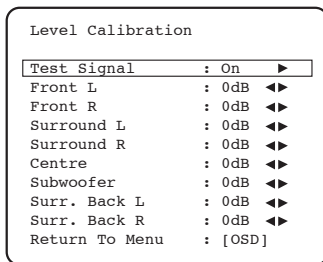 Level Calibration
Test Signal : On ►
Front L : 0dB ◄►
Front R : 0dB ◄►
Surround L : 0dB ◄►
Surround R : 0dB ◄►
Centre : 0dB ◄►
Subwoofer : 0dB ◄►
Surr. Back L : 0dB ◄►
Surr. Back R : 0dB ◄►
Return To Menu : [OSD]